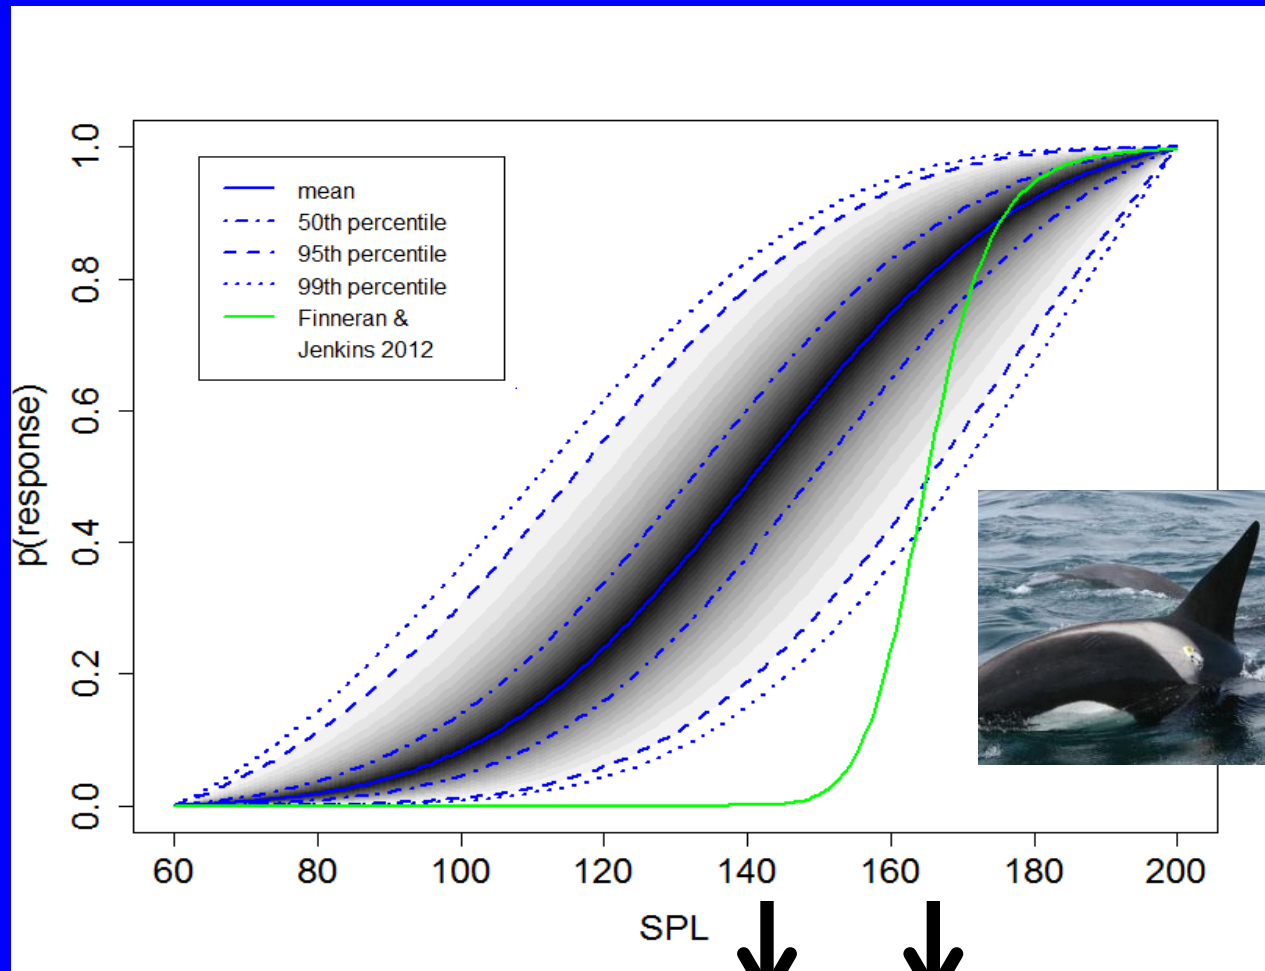 mean
50th percentile
95th percentile
99th percentile
Finneran &
Jenkins 2012
p(response)
1.0
0.8
0.6
0.4
0.2
0.0
60 80 100 120 140 160 180 200
SPL